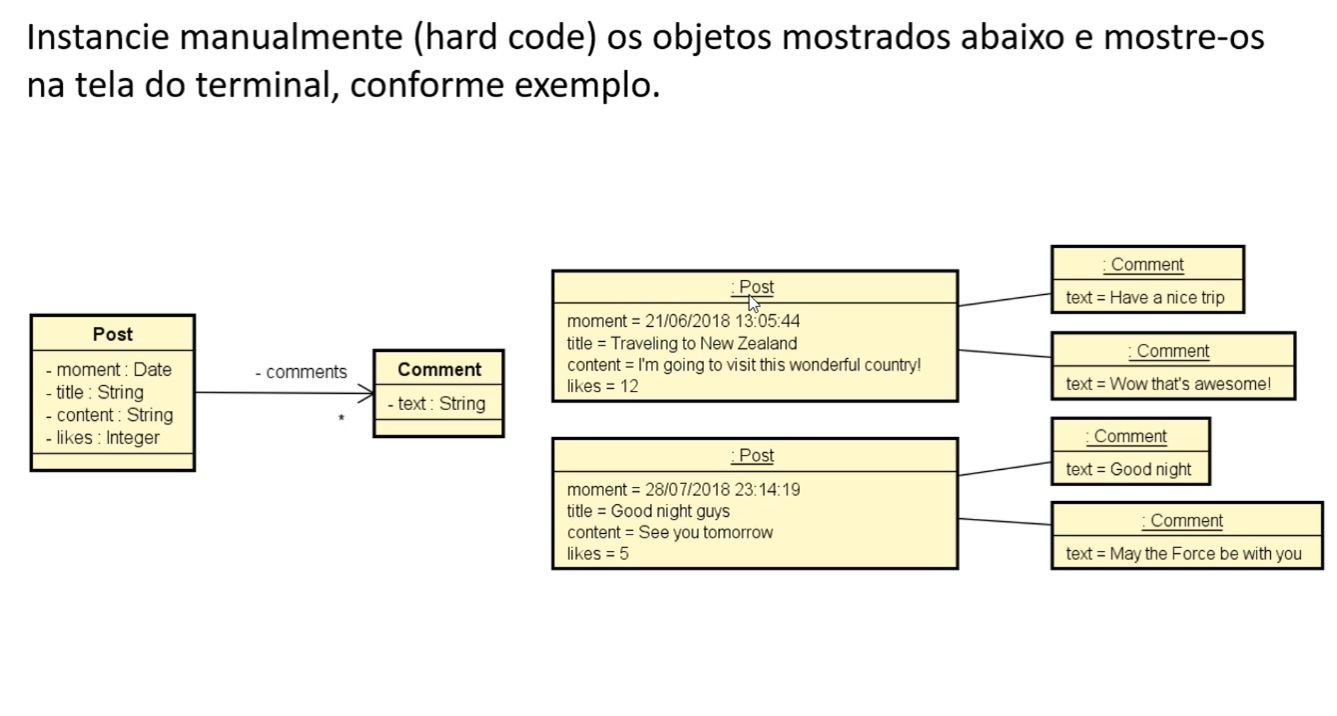 Instancie manualmente (hard code) os objetos mostrados abaixo e mostre-os
na tela do terminal, conforme exemplo.
Post
- moment : Date
- title : String
- content : String
- likes : Integer
- comments
*
Comment
- text : String
: Post
moment = 21/06/2018 13:05:44
title = Traveling to New Zealand
content = I'm going to visit this wonderful country!
likes = 12
: Comment
text = Have a nice trip
: Comment
text = Wow that's awesome!
: Post
moment = 28/07/2018 23:14:19
title = Good night guys
content = See you tomorrow
likes = 5
: Comment
text = Good night
: Comment
text = May the Force be with you